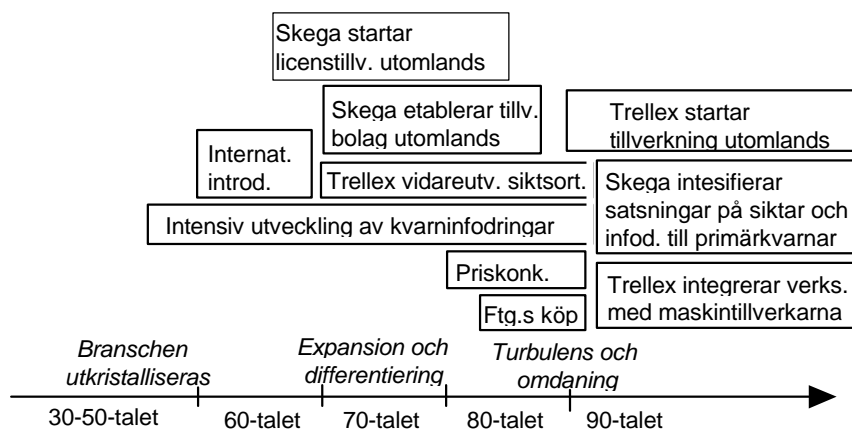 Skega startar
licenstillv. utomlands
Skega etablerar tillv.
bolag utomlands
Trellex startar
tillverkning utomlands
Internat.
introd.
Trellex vidareutv. siktsort.
Skega intesifierar
satsningar på siktar och
infod. till primärkvarnar
Intensiv utveckling av kvarninfodringar
Priskonk.
Trellex integrerar verks.
med maskintillverkarna
Ftg.s köp
Branschen
utkristalliseras
Expansion och
differentiering
Turbulens och
omdaning
30-50-talet
60-talet
70-talet
80-talet
90-talet